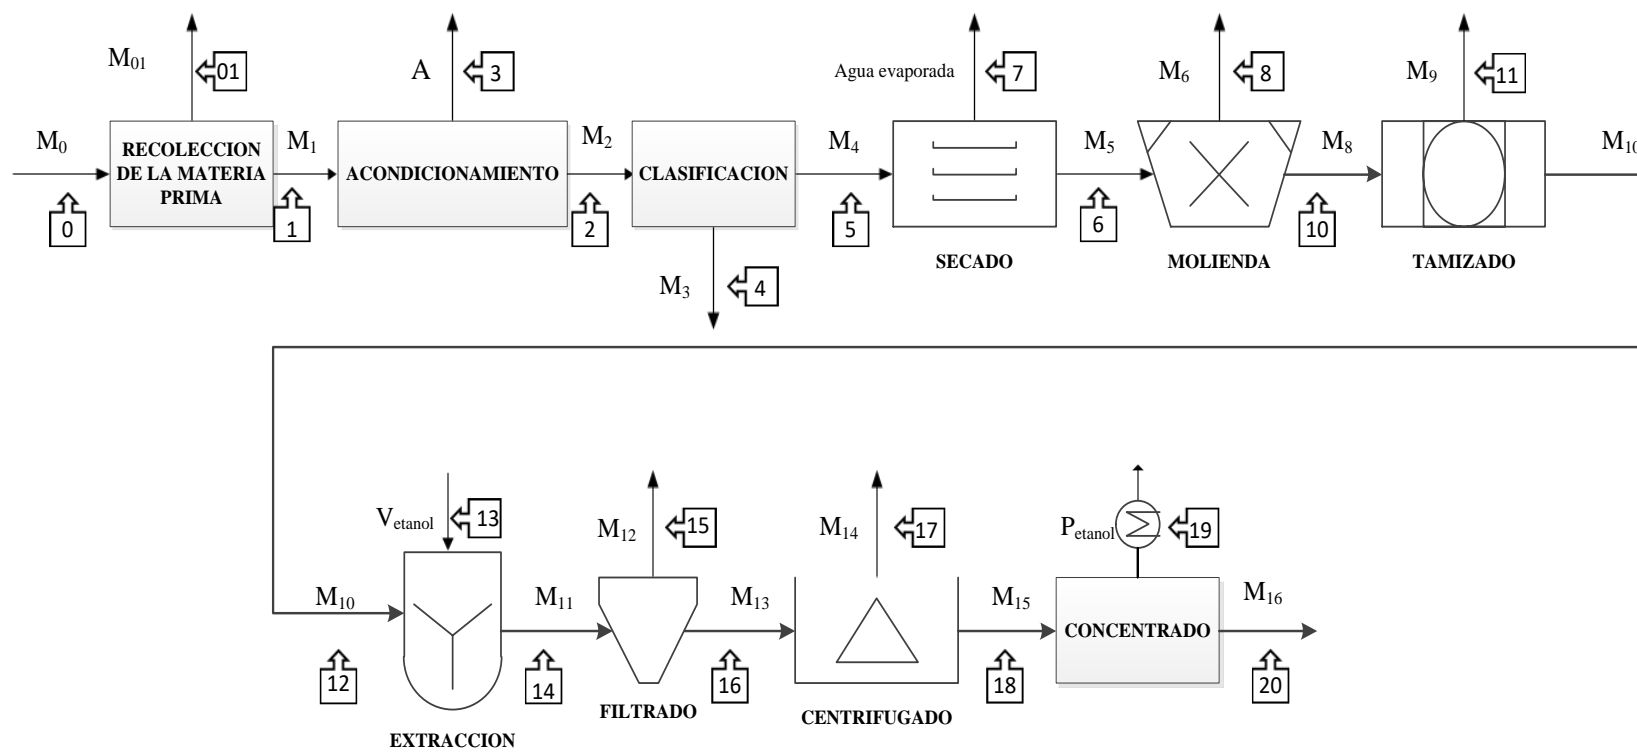 M01
01
A
3
Agua evaporada
7
M6
8
M9
11
M0
RECOLECCION
DE LA MATERIA
PRIMA
M1
ACONDICIONAMIENTO
M2
CLASIFICACION
M4
M5
M8
M10
0
1
2
5
6
10
SECADO
MOLIENDA
TAMIZADO
M3
4
Vetanol
13
M12
15
M14
17
Petanol
19
M10
M11
M13
M15
CONCENTRADO
M16
12
14
16
18
20
FILTRADO
CENTRIFUGADO
EXTRACCION